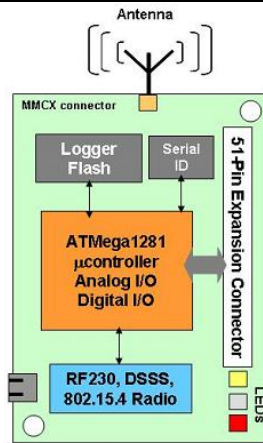 Antenna
MMCX connector
Logger
Flash
Serial
ID
51-Pin Expansion Connector
ATMega1281
µcontroller
Analog I/O
Digital I/O
RF230, DSSS,
802.15.4 Radio
LEDs